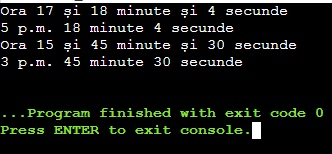 Ora 17 și 18 minute și 4 secunde
5 p.m. 18 minute 4 secunde
Ora 15 și 45 minute și 30 secunde
3 p.m. 45 minute 30 secunde
...Program finished with exit code 0
Press ENTER to exit console.